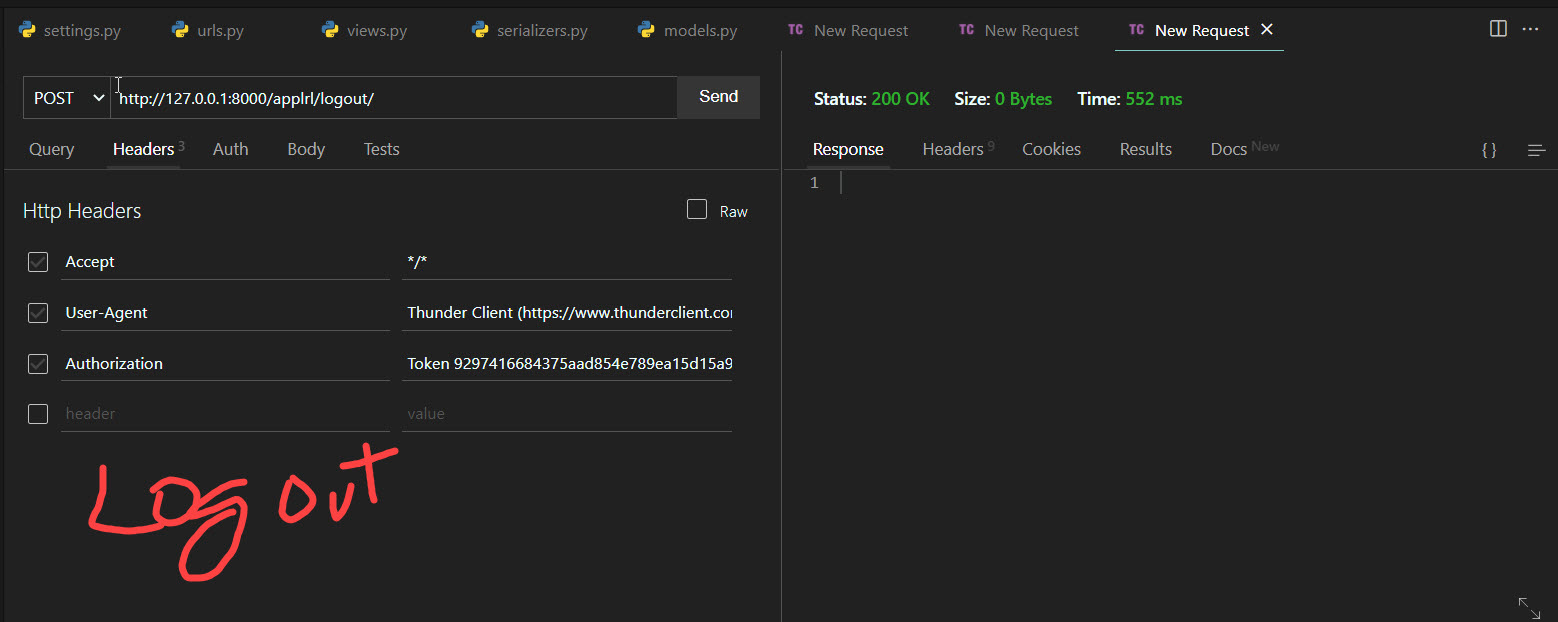 settings.py urls.py views.py serializers.py models.py TC New Request TC New Request TC New Request
POST http://127.0.0.1:8000/applrl/logout/ Send
Status: 200 OK Size: 0 Bytes Time: 552 ms
Query Headers 3 Auth Body Tests
Response Headers 9 Cookies Results Docs New {}
1
Http Headers Raw
Accept */*
User-Agent Thunder Client (https://www.thunderclient.co
Authorization Token 9297416684375aad854e789ea15d15a9
header value
Log out